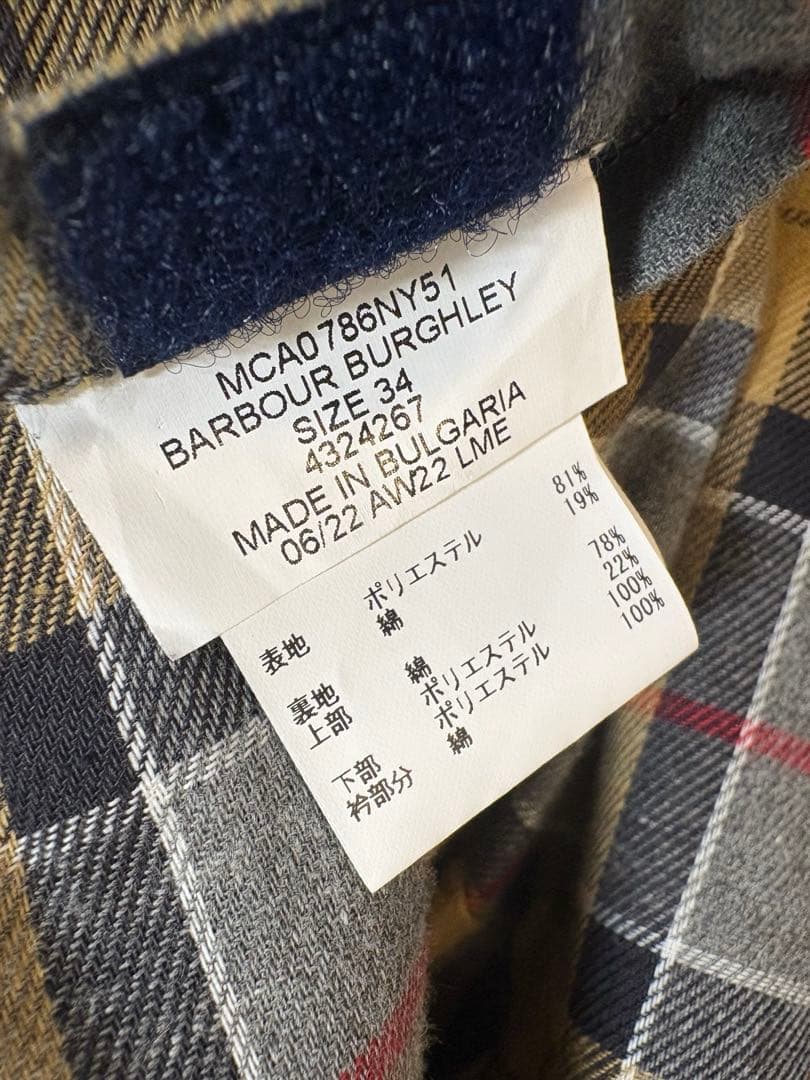 MCA0786NY51
BARBOUR BURGHLEY
SIZE 34
4324267
MADE IN BULGARIA
06/22 AW22 LME
表地 ポリエステル 81%
綿 19%
裏地
上部 綿 78%
ポリエステル 22%
下部 ポリエステル 100%
衿部分 綿 100%